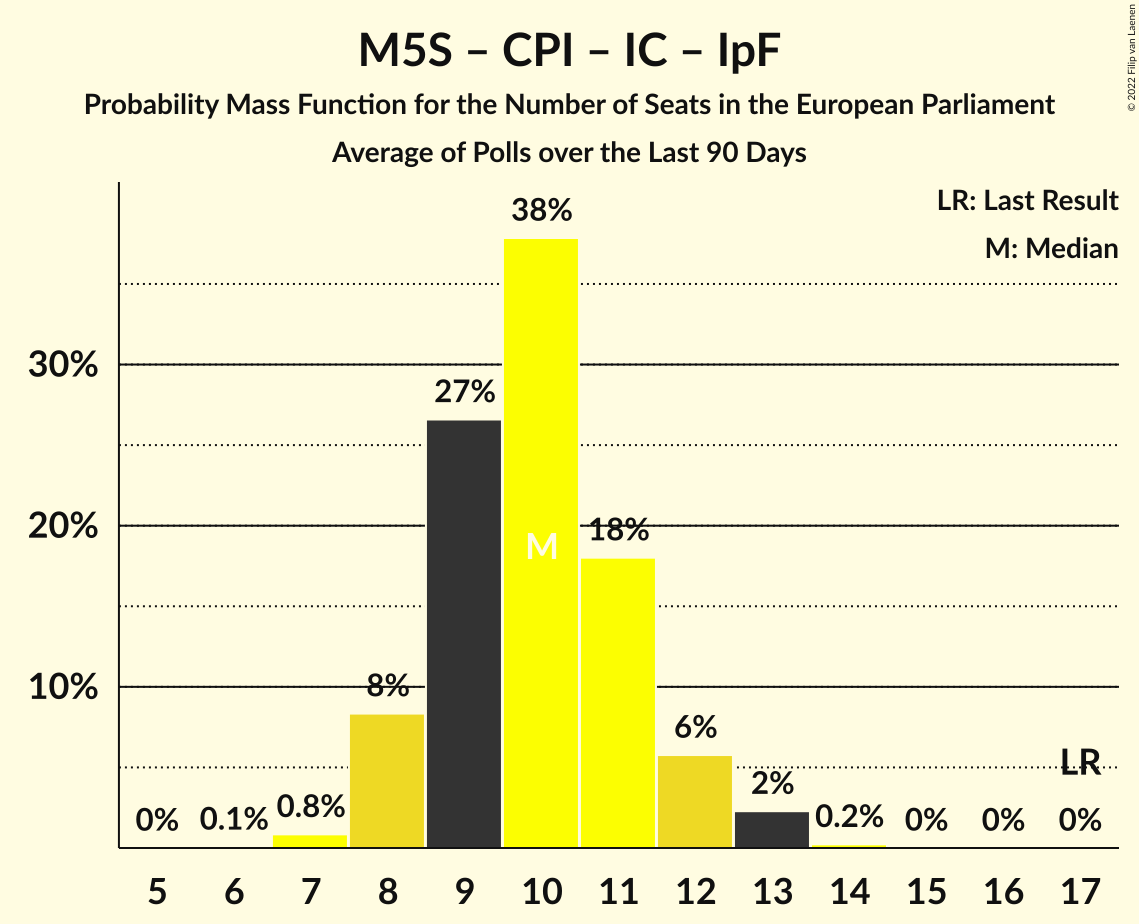 M5S – CPI – IC – IpF
Probability Mass Function for the Number of Seats in the European Parliament
Average of Polls over the Last 90 Days
© 2022 Filip van Laenen
LR: Last Result
M: Median
38%
30%
27%
20%
18%
M
10%
8%
6%
LR
2%
0% 0.1% 0.8% 0.2% 0% 0% 0%
5 6 7 8 9 10 11 12 13 14 15 16 17